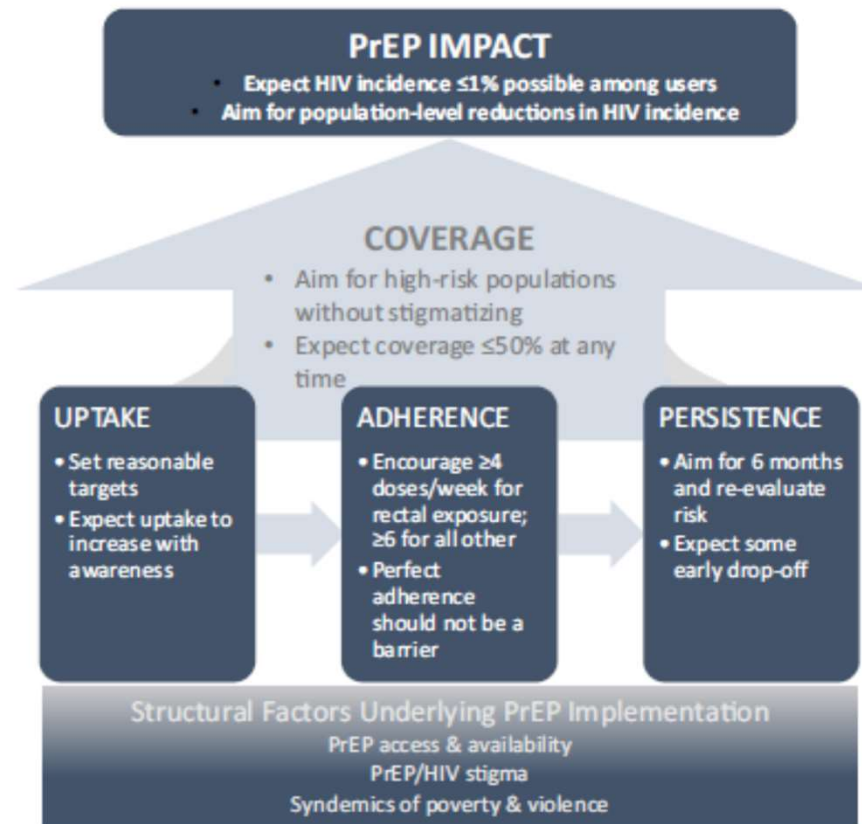 PrEP IMPACT
• Expect HIV incidence ≤1% possible among users
• Aim for population-level reductions in HIV incidence
COVERAGE
• Aim for high-risk populations
without stigmatizing
• Expect coverage ≤50% at any
time
UPTAKE
• Set reasonable
targets
• Expect uptake to
increase with
awareness
ADHERENCE
• Encourage ≥4
doses/week for
rectal exposure;
≥6 for all other
• Perfect
adherence
should not be a
barrier
PERSISTENCE
• Aim for 6 months
and re-evaluate
risk
• Expect some
early drop-off
Structural Factors Underlying PrEP Implementation
PrEP access & availability
PrEP/HIV stigma
Syndemics of poverty & violence